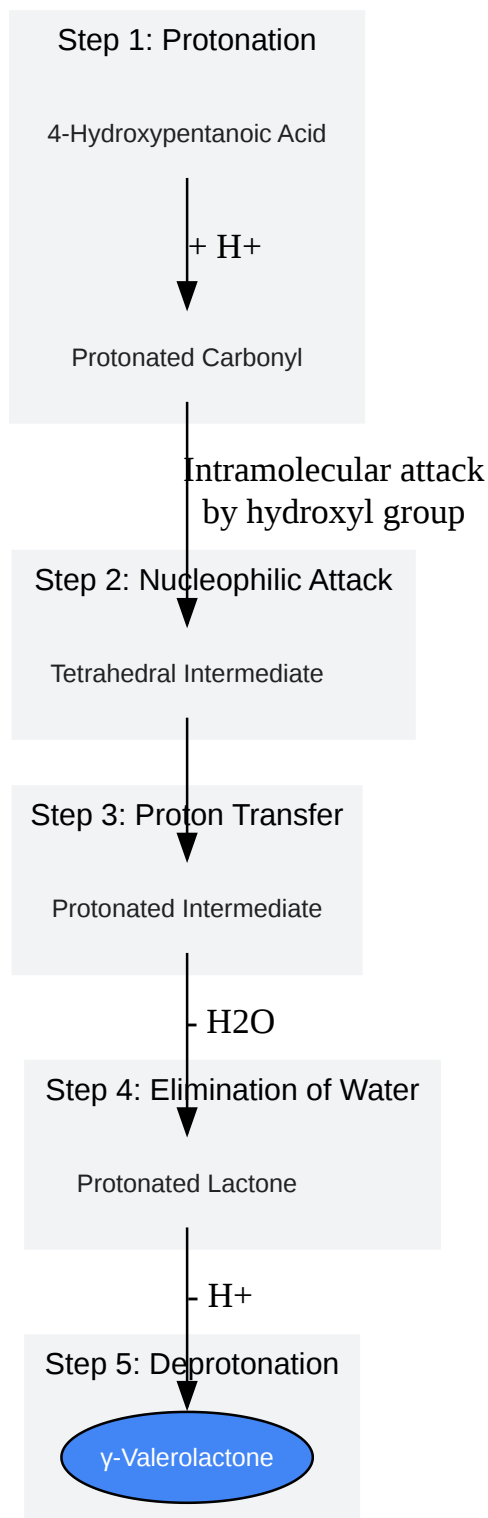 Step 1: Protonation
4-Hydroxypentanoic Acid
+ H+
Protonated Carbonyl
Intramolecular attack
by hydroxyl group
Step 2: Nucleophilic Attack
Tetrahedral Intermediate
Step 3: Proton Transfer
Protonated Intermediate
- H2O
Step 4: Elimination of Water
Protonated Lactone
- H+
Step 5: Deprotonation
γ-Valerolactone